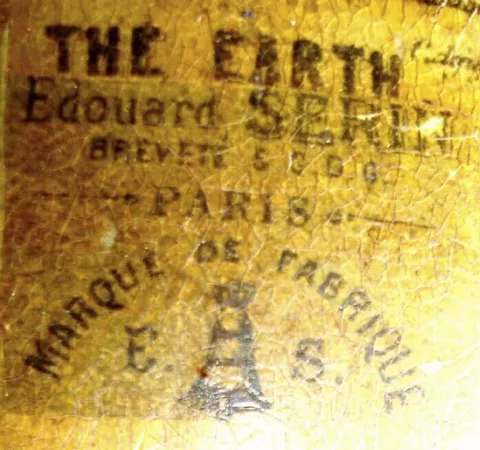 THE EARTH
Edouard SERIN
BREVETÉ S.G.D.G.
PARIS
MARQUE DE FABRIQUE
E. S.